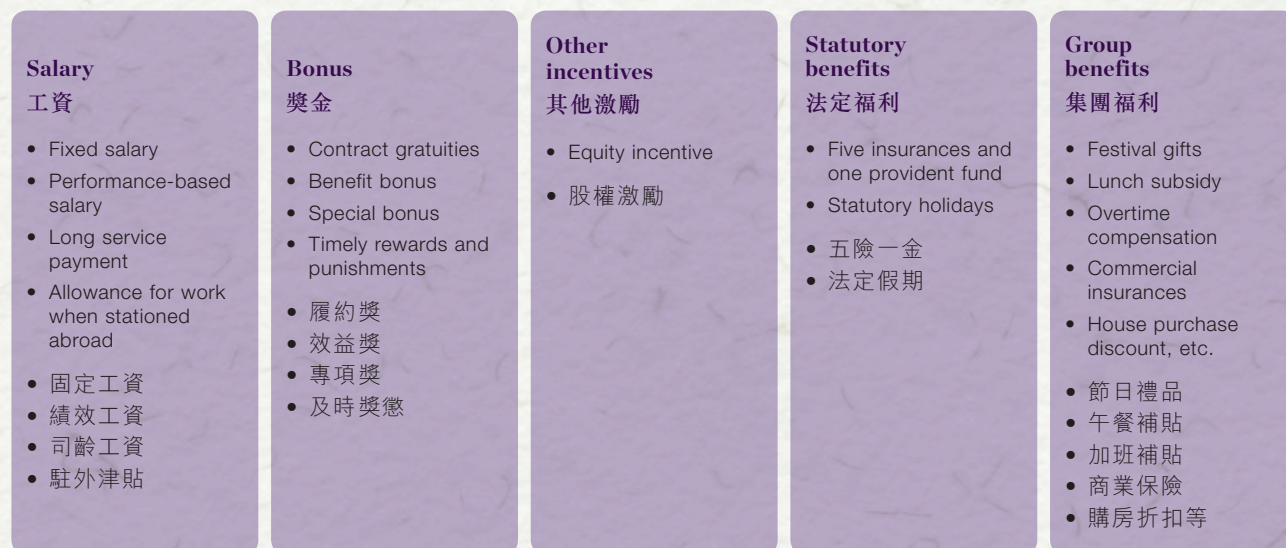 Salary
工資
• Fixed salary
• Performance-based
salary
• Long service
payment
• Allowance for work
when stationed
abroad
• 固定工資
• 績效工資
• 司齡工資
• 駐外津貼
Bonus
獎金
• Contract gratuities
• Benefit bonus
• Special bonus
• Timely rewards and
punishments
• 履約獎
• 效益獎
• 專項獎
• 及時獎懲
Other
incentives
其他激勵
• Equity incentive
• 股權激勵
Statutory
benefits
法定福利
• Five insurances and
one provident fund
• Statutory holidays
• 五險一金
• 法定假期
Group
benefits
集團福利
• Festival gifts
• Lunch subsidy
• Overtime
compensation
• Commercial
insurances
• House purchase
discount, etc.
• 節日禮品
• 午餐補貼
• 加班補貼
• 商業保險
• 購房折扣等